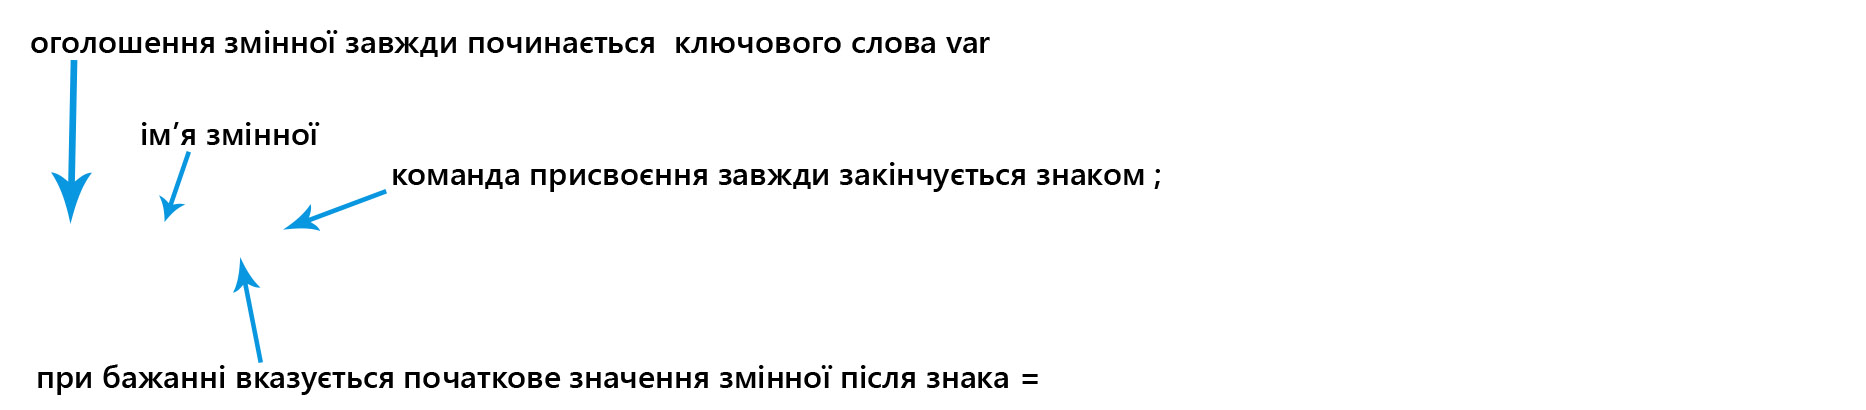 оголошення змінної завжди починається  ключового слова var
ім’я змінної
команда присвоєння завжди закінчується знаком ;
при бажанні вказується початкове значення змінної після знака =